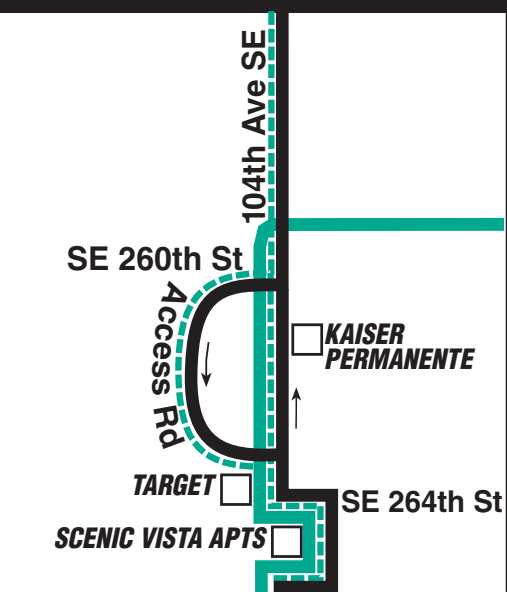 104th Ave SE
SE 260th St
Access Rd
KAISER
PERMANENTE
TARGET
SE 264th St
SCENIC VISTA APTS